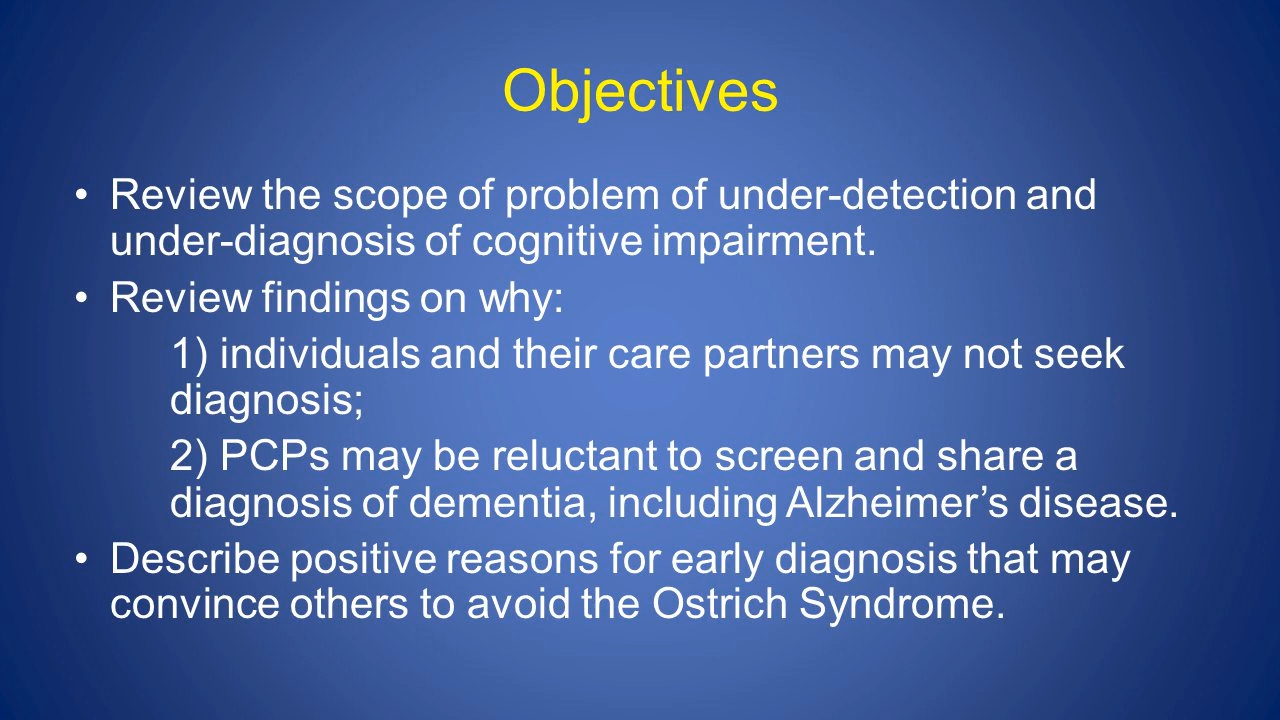 Objectives
• Review the scope of problem of under-detection and
under-diagnosis of cognitive impairment.
• Review findings on why:
1) individuals and their care partners may not seek
diagnosis;
2) PCPs may be reluctant to screen and share a
diagnosis of dementia, including Alzheimer’s disease.
• Describe positive reasons for early diagnosis that may
convince others to avoid the Ostrich Syndrome.